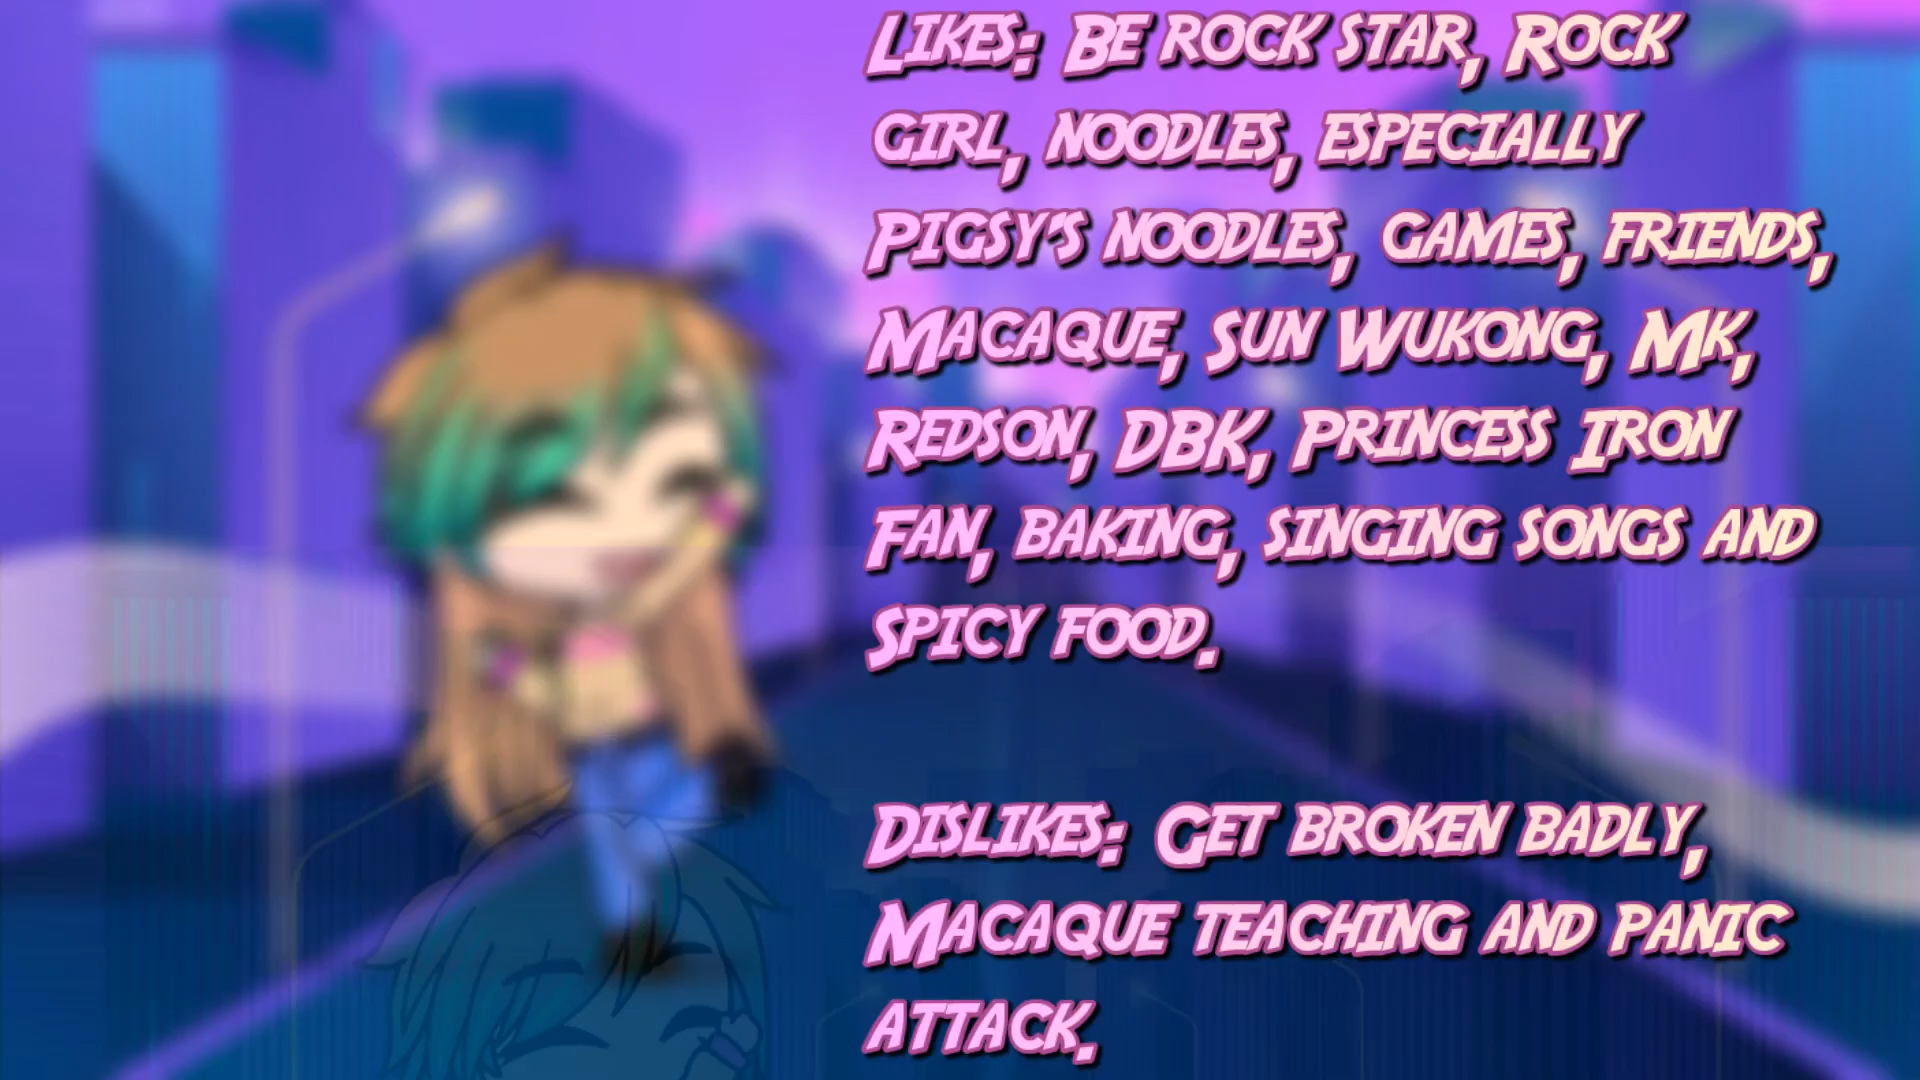 Likes: Be rock star, Rock
girl, noodles, especially
Pigsy's noodles, games, friends,
Macaque, Sun Wukong, Mk,
Redson, DBK, Princess Iron
Fan, baking, singing songs and
Spicy food.
Dislikes: Get broken badly,
Macaque teaching and panic
attack.